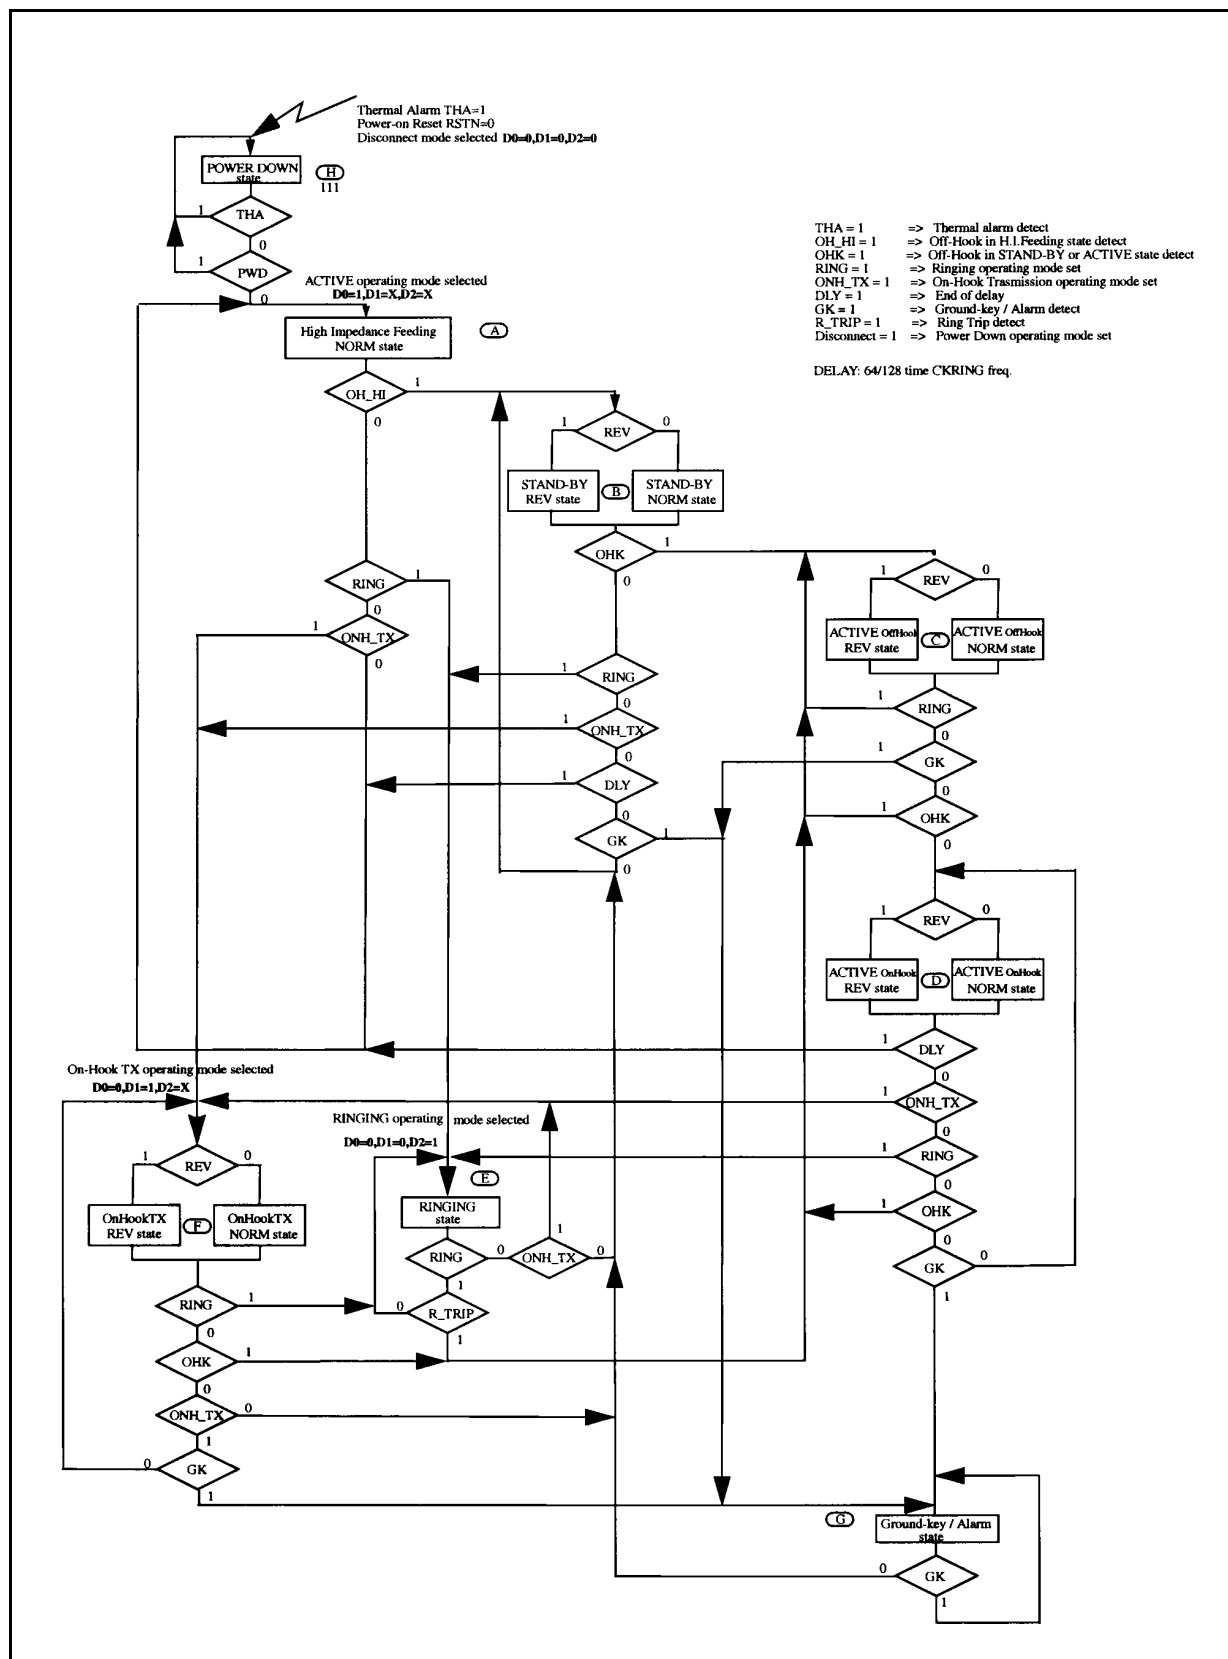 Thermal Alarm THA=1
Power-on Reset RSTN=0
Disconnect mode selected D0=0,D1=0,D2=0
POWER DOWN
state
H
111
1
THA
0
1
PWD
0
THA = 1 => Thermal alarm detect
OH_HI = 1 => Off-Hook in H.I.Feeding state detect
OHK = 1 => Off-Hook in STAND-BY or ACTIVE state detect
RING = 1 => Ringing operating mode set
ONH_TX = 1 => On-Hook Trasmission operating mode set
DLY = 1 => End of delay
GK = 1 => Ground-key / Alarm detect
R_TRIP = 1 => Ring Trip detect
Disconnect = 1 => Power Down operating mode set
DELAY: 64/128 time CKRING freq.
ACTIVE operating mode selected
D0=1,D1=X,D2=X
High Impedance Feeding
NORM state
A
OH_HI
1
0
RING
1
0
1
ONH_TX
0
1
REV
0
STAND-BY
REV state
B
STAND-BY
NORM state
OHK
1
0
1
RING
0
1
ONH_TX
0
1
DLY
0
GK
1
0
1
REV
0
ACTIVE OffHook
REV state
C
ACTIVE OffHook
NORM state
1
RING
0
1
GK
0
1
OHK
0
1
REV
0
ACTIVE OnHook
REV state
D
ACTIVE OnHook
NORM state
1
DLY
0
1
ONH_TX
0
1
RING
0
1
OHK
0
GK
0
1
On-Hook TX operating mode selected
D0=0,D1=1,D2=X
1
REV
0
OnHookTX
REV state
F
OnHookTX
NORM state
RING
1
0
OHK
1
0
ONH_TX
0
1
0
GK
1
RINGING operating mode selected
D0=0,D1=0,D2=1
E
RINGING
state
RING
0
1
ONH_TX
1
0
0
R_TRIP
1
G
Ground-key / Alarm
state
0
GK
1